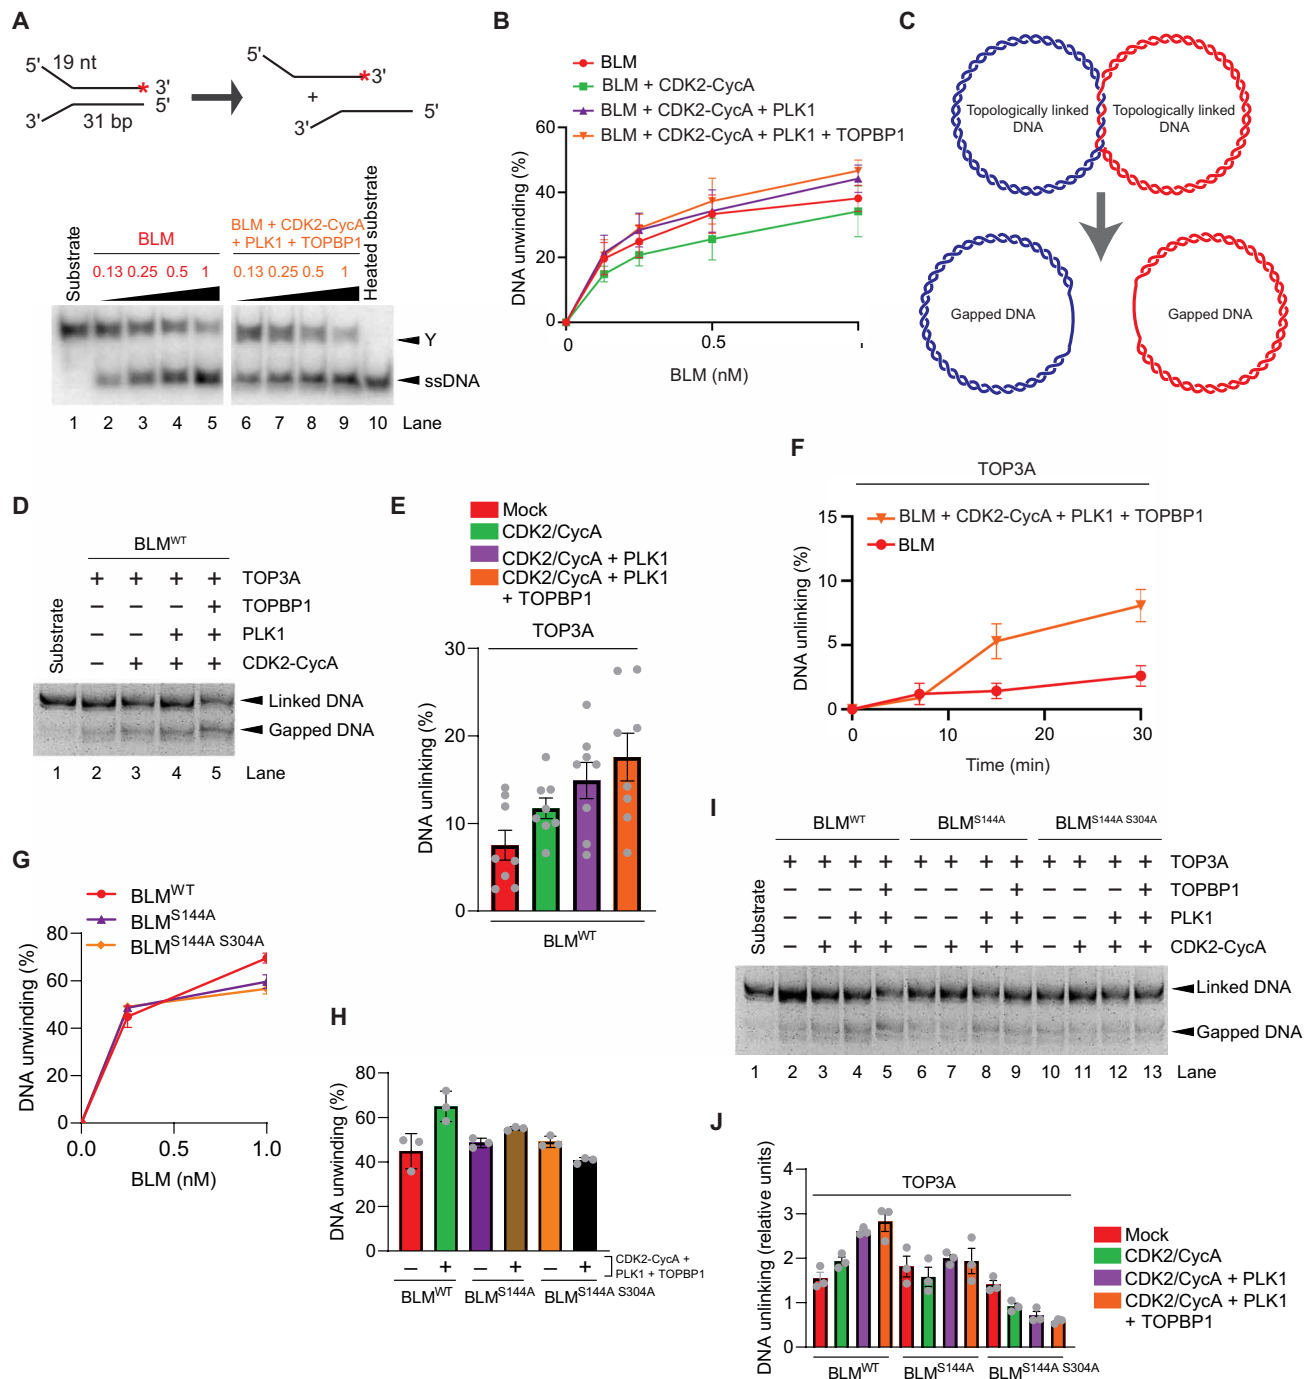 A
5'
19 nt
3'
5'
3'
31 bp
5'
*3'
+
3'
5'
Substrate
BLM
0.13 0.25 0.5 1
BLM + CDK2-CycA
+ PLK1 + TOPBP1
0.13 0.25 0.5 1
Heated substrate
Y
ssDNA
1 2 3 4 5 6 7 8 9 10 Lane
B
BLM
BLM + CDK2-CycA
BLM + CDK2-CycA + PLK1
BLM + CDK2-CycA + PLK1 + TOPBP1
DNA unwinding (%)
60
40
20
0
0 0.5 1
BLM (nM)
C
Topologically linked
DNA
Topologically linked
DNA
Gapped DNA
Gapped DNA
D
BLMWT
Substrate
+ + + + TOP3A
− − − + TOPBP1
− − + + PLK1
− + + + CDK2-CycA
Linked DNA
Gapped DNA
1 2 3 4 5 Lane
E
Mock
CDK2/CycA
CDK2/CycA + PLK1
CDK2/CycA + PLK1
+ TOPBP1
TOP3A
DNA unlinking (%)
30
20
10
0
BLMWT
F
TOP3A
BLM + CDK2-CycA + PLK1 + TOPBP1
BLM
DNA unlinking (%)
15
10
5
0
0 10 20 30
Time (min)
G
BLMWT
BLMS144A
BLMS144A S304A
DNA unwinding (%)
80
60
40
20
0
0.0 0.5 1.0
BLM (nM)
H
DNA unwinding (%)
80
60
40
20
0
− + − + − +
CDK2-CycA +
PLK1 + TOPBP1
BLMWT BLMS144A BLMS144A S304A
I
BLMWT BLMS144A BLMS144A S304A
Substrate
+ + + + + + + + + + + + TOP3A
− − − + − − − + − − − + TOPBP1
− − + + − − + + − − + + PLK1
− + + + − + + + − + + + CDK2-CycA
Linked DNA
Gapped DNA
1 2 3 4 5 6 7 8 9 10 11 12 13 Lane
J
TOP3A
DNA unlinking (relative units)
4
3
2
1
0
BLMWT BLMS144A BLMS144A S304A
Mock
CDK2/CycA
CDK2/CycA + PLK1
CDK2/CycA + PLK1
+ TOPBP1